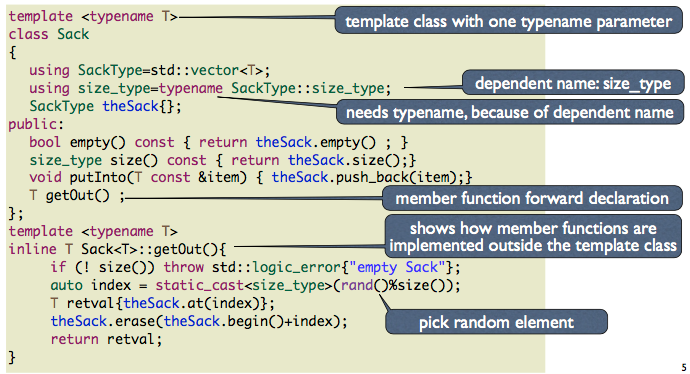 template <typename T>
template class with one typename parameter
class Sack
{
using SackType=std::vector<T>;
using size_type=typename SackType::size_type;
dependent name: size_type
SackType theSack{};
needs typename, because of dependent name
public:
bool empty() const { return theSack.empty() ; }
size_type size() const { return theSack.size();}
void putInto(T const &item) { theSack.push_back(item);}
T getOut() ;
member function forward declaration
};
template <typename T>
shows how member functions are
implemented outside the template class
inline T Sack<T>::getOut(){
if (! size()) throw std::logic_error{"empty Sack"};
auto index = static_cast<size_type>(rand()%size());
T retval{theSack.at(index)};
pick random element
theSack.erase(theSack.begin()+index);
return retval;
}
5